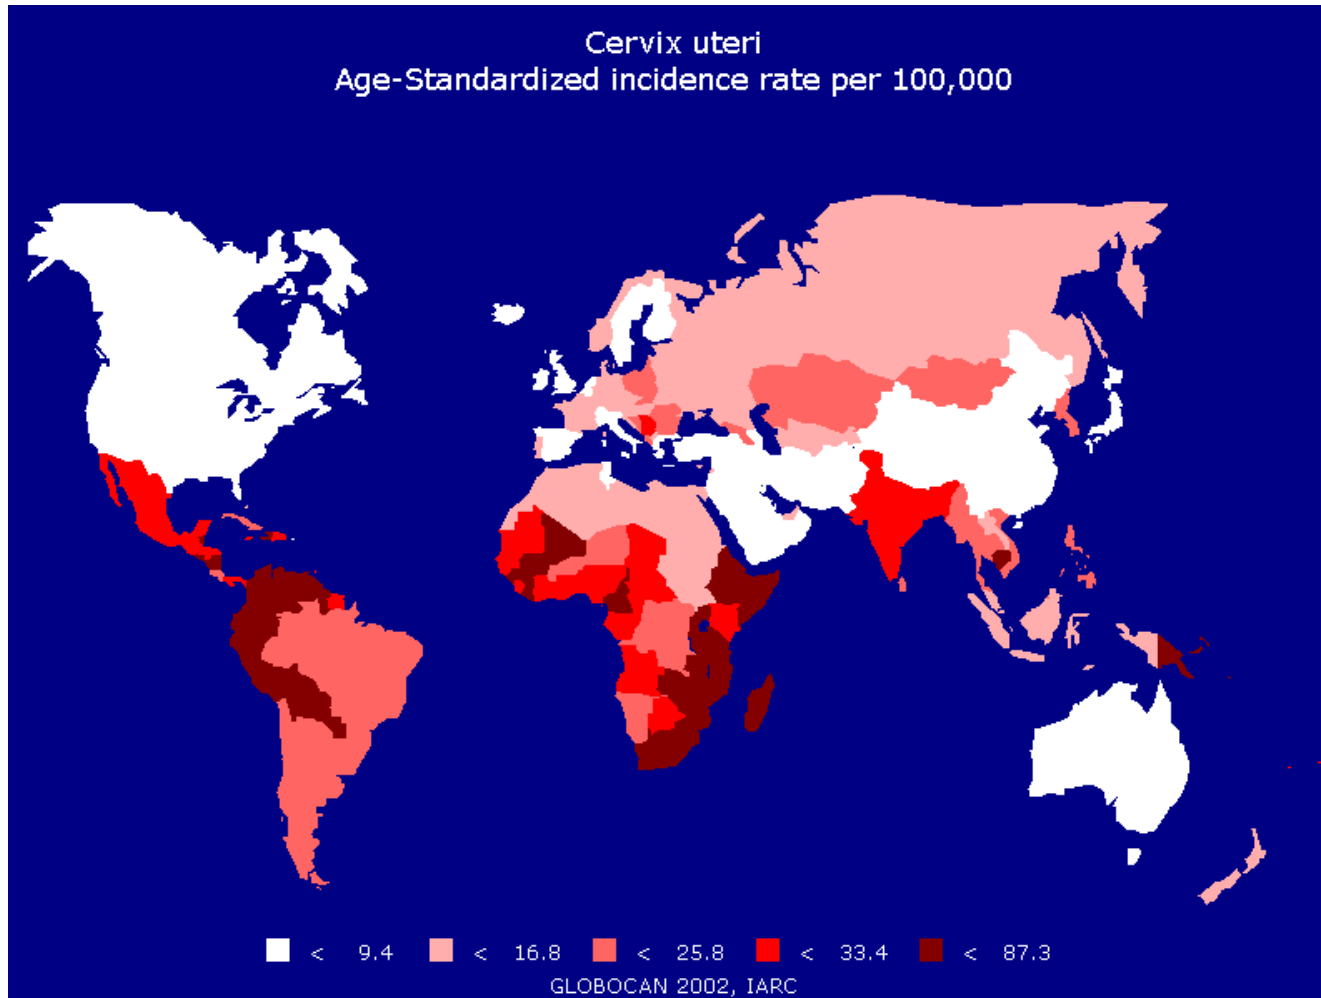 Cervix uteri
Age-Standardized incidence rate per 100,000
< 9.4 < 16.8 < 25.8 < 33.4 < 87.3
GLOBOCAN 2002, IARC